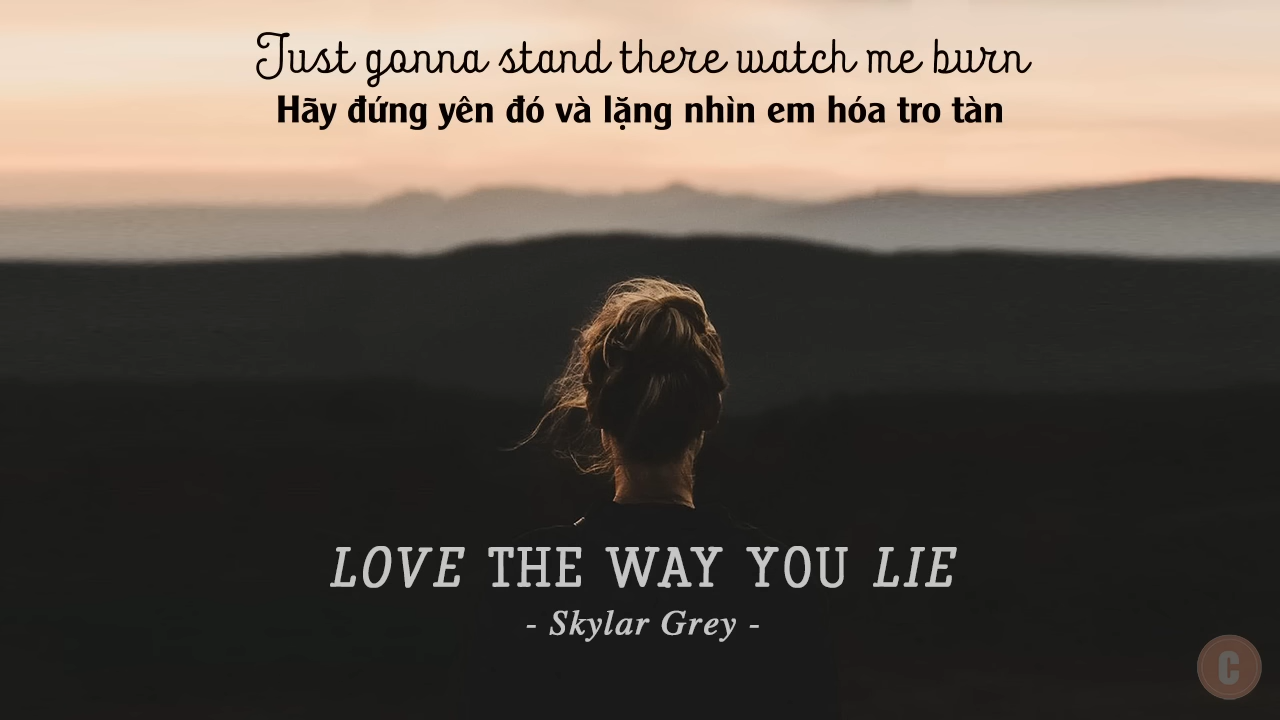 Just gonna stand there watch me burn
Hãy đứng yên đó và lặng nhìn em hóa tro tàn
LOVE THE WAY YOU LIE
- Skylar Grey -
C